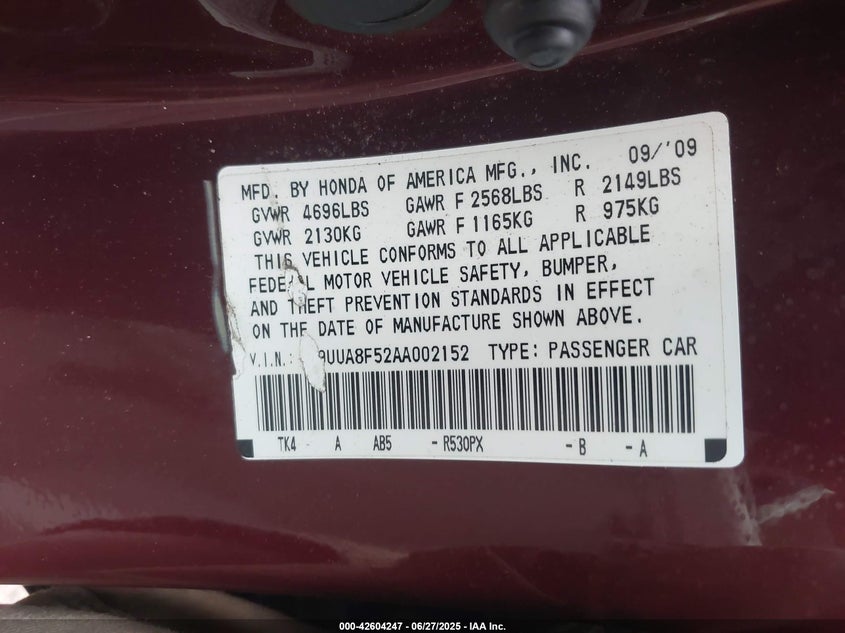 MFD. BY HONDA OF AMERICA MFG., INC. 09/'09
GVWR 4696LBS GAWR F 2568LBS R 2149LBS
GVWR 2130KG GAWR F 1165KG R 975KG
THIS VEHICLE CONFORMS TO ALL APPLICABLE
FEDERAL MOTOR VEHICLE SAFETY, BUMPER,
AND THEFT PREVENTION STANDARDS IN EFFECT
ON THE DATE OF MANUFACTURE SHOWN ABOVE.
V.I.N.: 9UUA8F52AA002152 TYPE: PASSENGER CAR
TK4 - A AB5 - R530PX - B - A
000-42604247 - 06/27/2025 - IAA Inc.